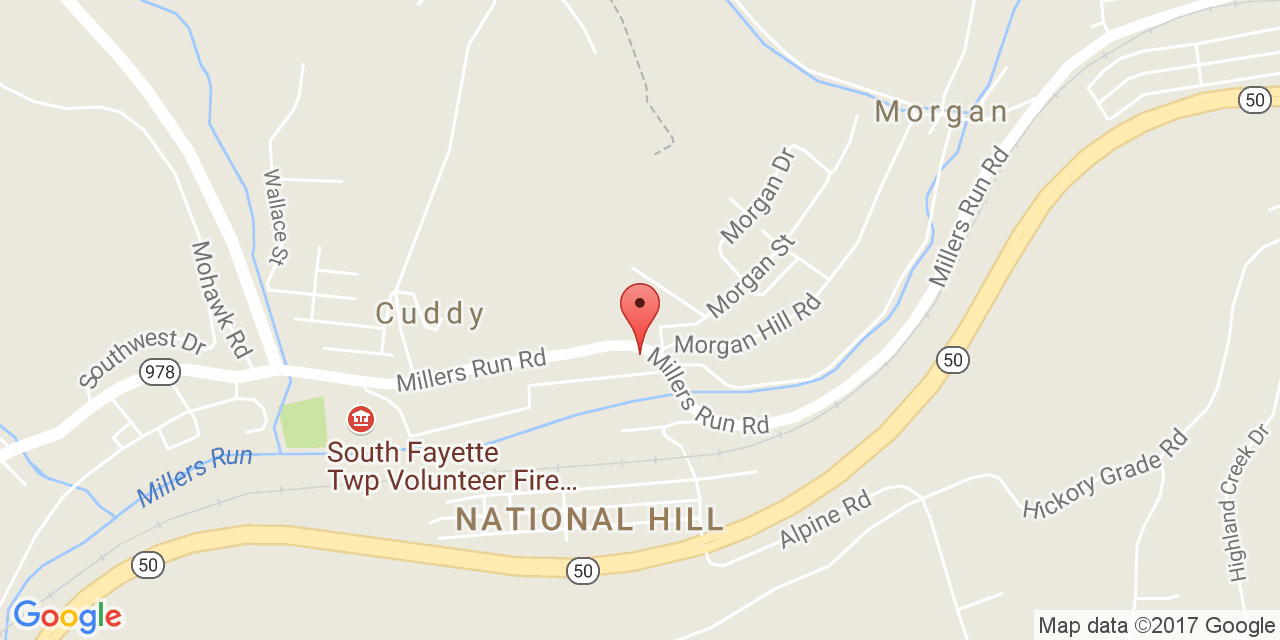 50
Morgan
Morgan Dr
Millers Run Rd
Wallace St
Mohawk Rd
Morgan St
Cuddy
Morgan Hill Rd
Southwest Dr
978
Millers Run Rd
50
Millers Run Rd
South Fayette
Twp Volunteer Fire...
Millers Run
Hickory Grade Rd
Highland Creek Dr
NATIONAL HILL
Alpine Rd
50
50
Google
Map data ©2017 Google